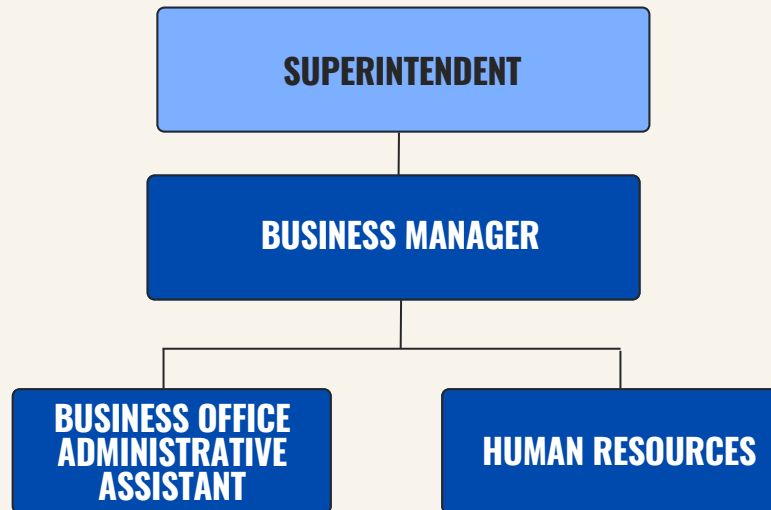 SUPERINTENDENT
BUSINESS MANAGER
BUSINESS OFFICE
ADMINISTRATIVE
ASSISTANT
HUMAN RESOURCES